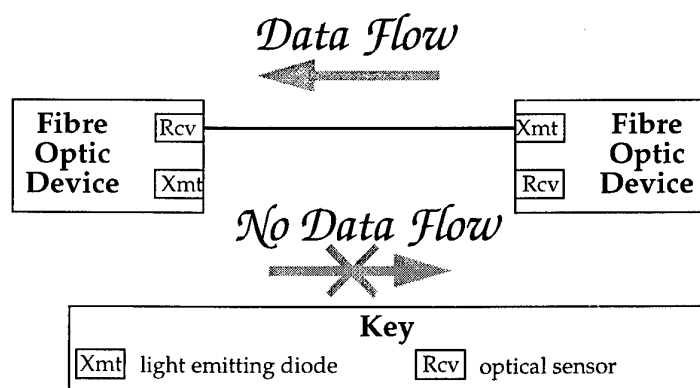 Data Flow
Fibre
Optic
Device
Rcv
Xmt
Xmt
Rcv
Fibre
Optic
Device
No Data Flow
Key
Xmt light emitting diode
Rcv optical sensor